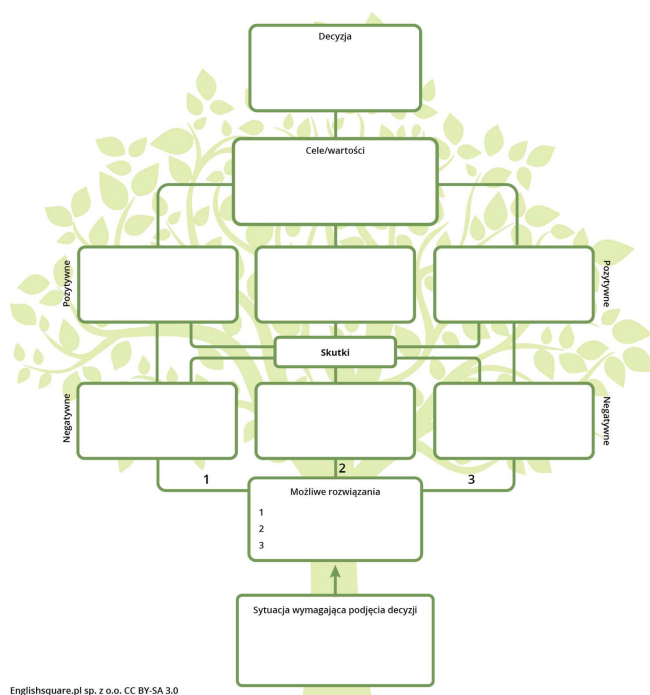 Decyzja
Cele/wartości
Pozytywne
Pozytywne
Skutki
Negatywne
Negatywne
1
2
3
Możliwe rozwiązania
1
2
3
Sytuacja wymagająca podjęcia decyzji
Englishsquare.pl sp. z o.o. CC BY-SA 3.0